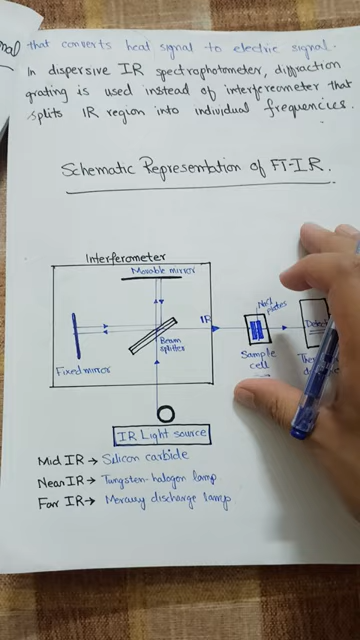 that converts heat signal to electric signal.
In dispersive IR spectrophotometer, diffraction
grating is used instead of interfereometer that
splits IR region into individual frequencies.
Schematic Representation of FT-IR.
Interferometer
Movable mirror
IR
Nacl plates
Beam splitter
Fixed mirror
Sample cell
IR Light source
Mid IR → Silicon carbide
Near IR → Tungsten-halogen lamp
Far IR → Mercury discharge lamp